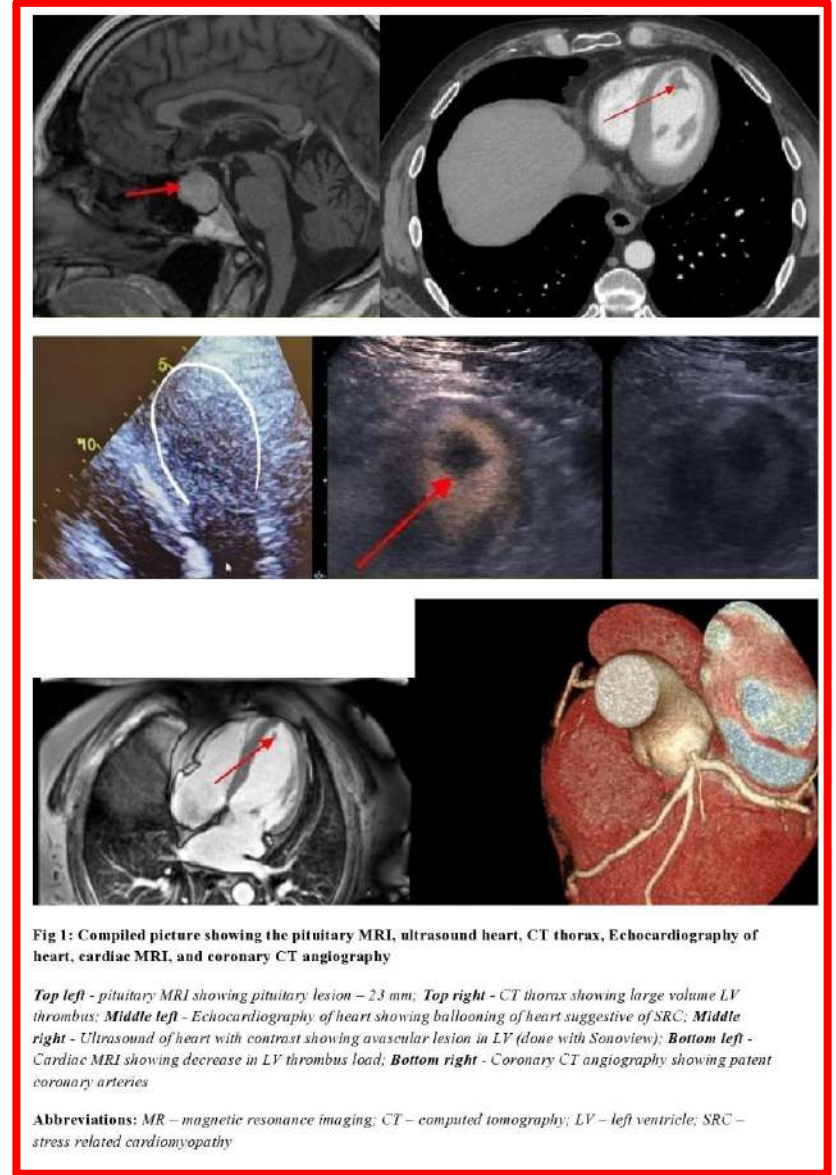 5
10
Fig 1: Compiled picture showing the pituitary MRI, ultrasound heart, CT thorax, Echocardiography of
heart, cardiac MRI, and coronary CT angiography
Top left - pituitary MRI showing pituitary lesion – 23 mm; Top right - CT thorax showing large volume LV
thrombus; Middle left - Echocardiography of heart showing ballooning of heart suggestive of SRC; Middle
right - Ultrasound of heart with contrast showing avascular lesion in LV (done with Sonoview); Bottom left -
Cardiac MRI showing decrease in LV thrombus load; Bottom right - Coronary CT angiography showing patent
coronary arteries
Abbreviations: MR – magnetic resonance imaging; CT – computed tomography; LV – left ventricle; SRC –
stress related cardiomyopathy